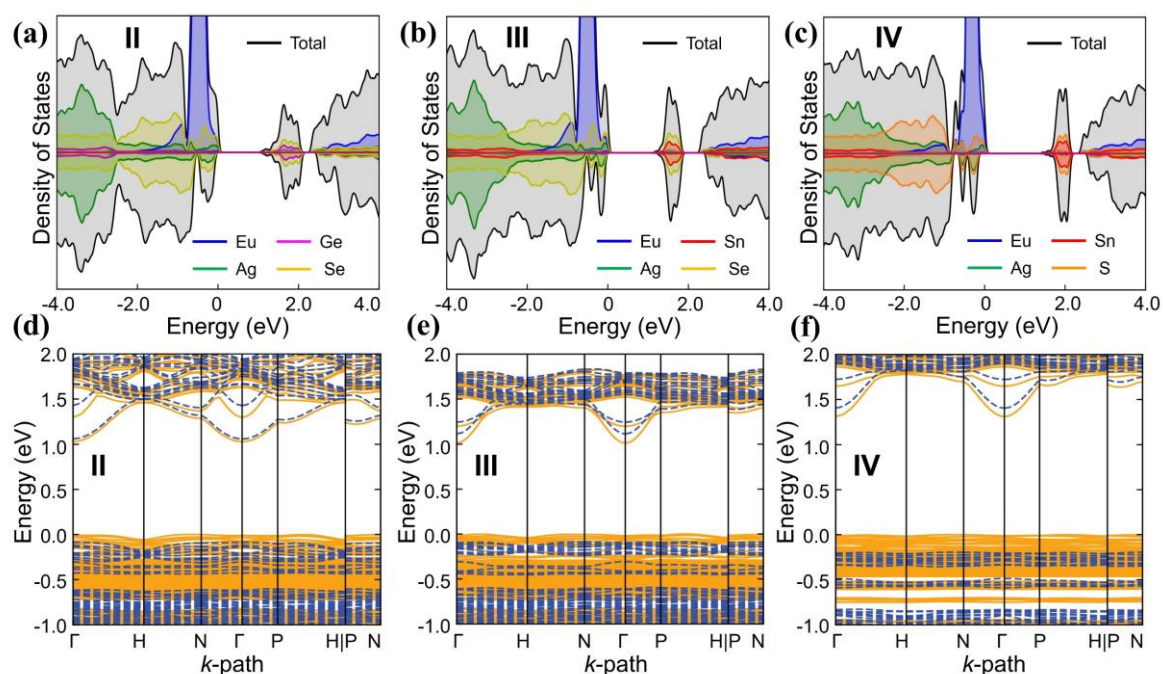 (a) II Total
Density of States
Eu Ge
Ag Se
-4.0 -2.0 0 2.0 4.0
Energy (eV)
(b) III Total
Density of States
Eu Sn
Ag Se
-4.0 -2.0 0 2.0 4.0
Energy (eV)
(c) IV Total
Density of States
Eu Sn
Ag S
-4.0 -2.0 0 2.0 4.0
Energy (eV)
(d)
Energy (eV)
2.0
1.5
1.0
0.5
0.0
-0.5
-1.0
II
Γ H N Γ P H|P N
k-path
(e)
Energy (eV)
2.0
1.5
1.0
0.5
0.0
-0.5
-1.0
III
Γ H N Γ P H|P N
k-path
(f)
Energy (eV)
2.0
1.5
1.0
0.5
0.0
-0.5
-1.0
IV
Γ H N Γ P H|P N
k-path